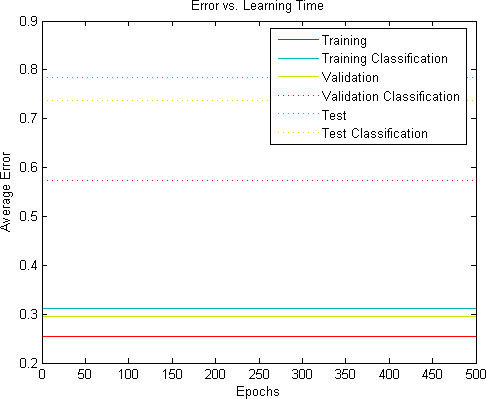 Error vs. Learning Time
0.9
0.8
0.7
0.6
0.5
0.4
0.3
0.2
Average Error
Training
Training Classification
Validation
Validation Classification
Test
Test Classification
0 50 100 150 200 250 300 350 400 450 500
Epochs